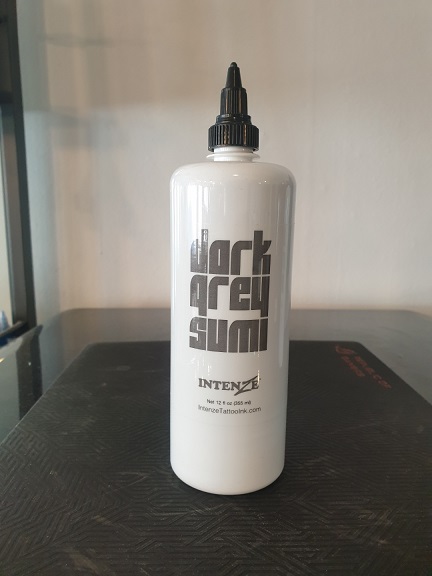 dark
grey
sumi
INTENZE
Net 12 fl oz (355 ml)
IntenzeTattooInk.com